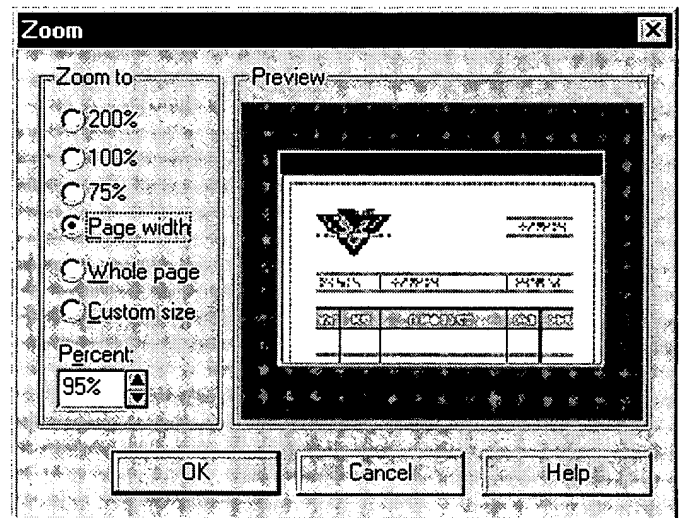 Zoom
Zoom to
200%
100%
75%
Page width
Whole page
Custom size
Percent:
95%
Preview
OK
Cancel
Help